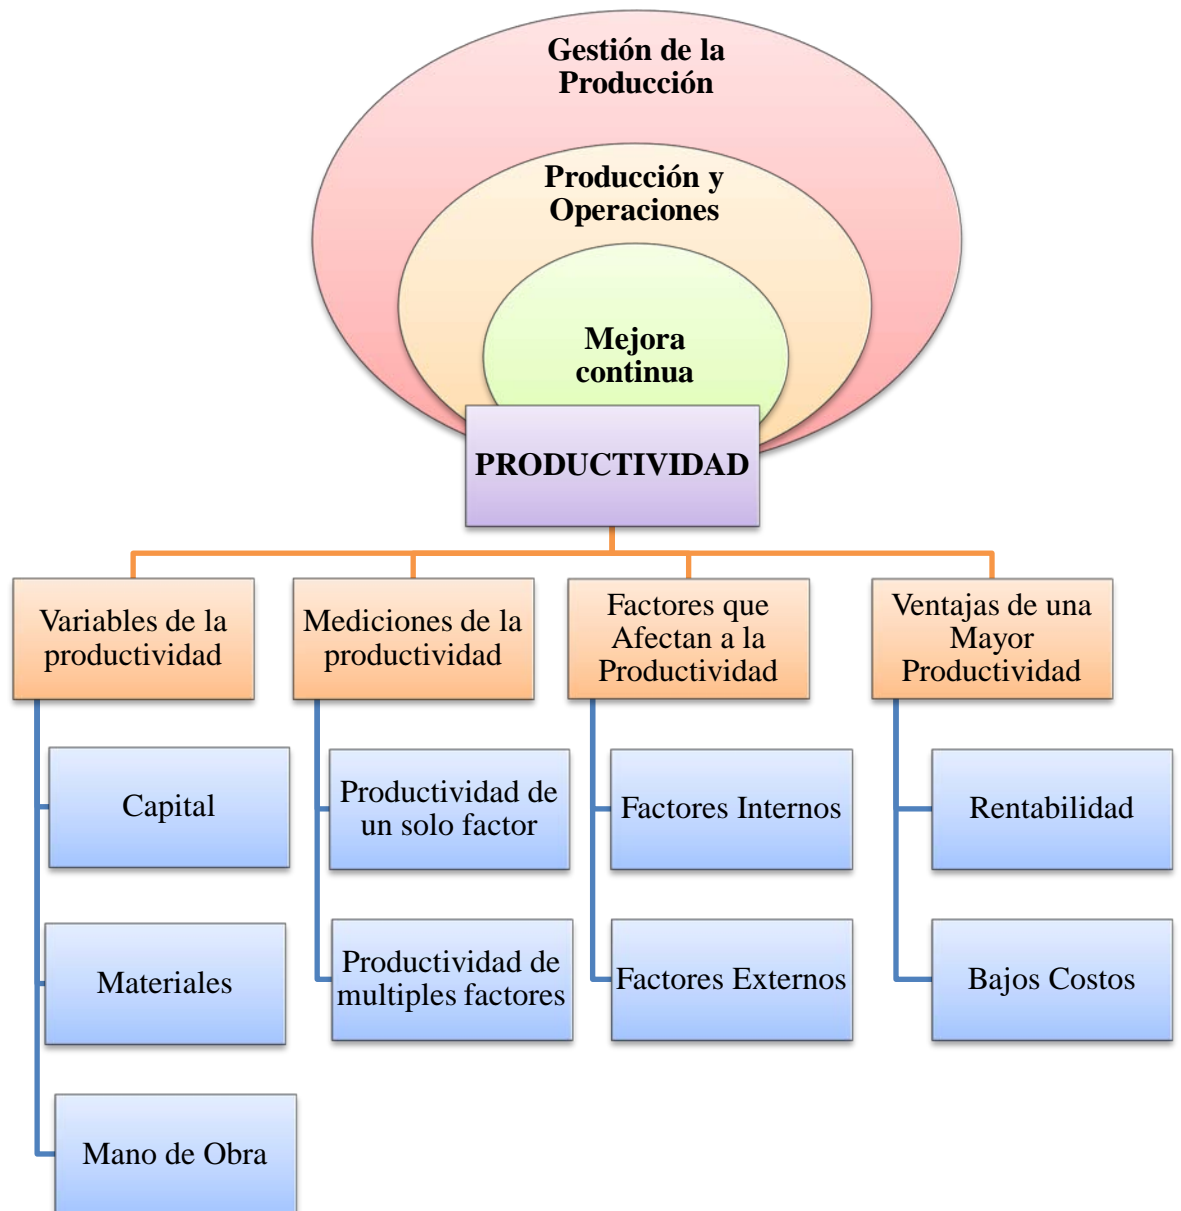 Gestión de la
Producción
Producción y
Operaciones
Mejora
continua
PRODUCTIVIDAD
Variables de la
productividad
Capital
Materiales
Mano de Obra
Mediciones de la
productividad
Productividad de
un solo factor
Productividad de
multiples factores
Factores que
Afectan a la
Productividad
Factores Internos
Factores Externos
Ventajas de una
Mayor
Productividad
Rentabilidad
Bajos Costos